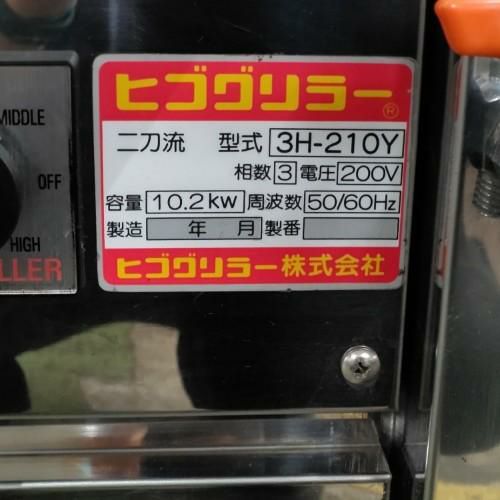 ヒゴグリラー®
二刀流 型式 3H-210Y
相数 3 電圧 200V
容量 10.2kw 周波数 50/60Hz
製造 年 月 製番
ヒゴグリラー株式会社
MIDDLE
OFF
HIGH
LLER